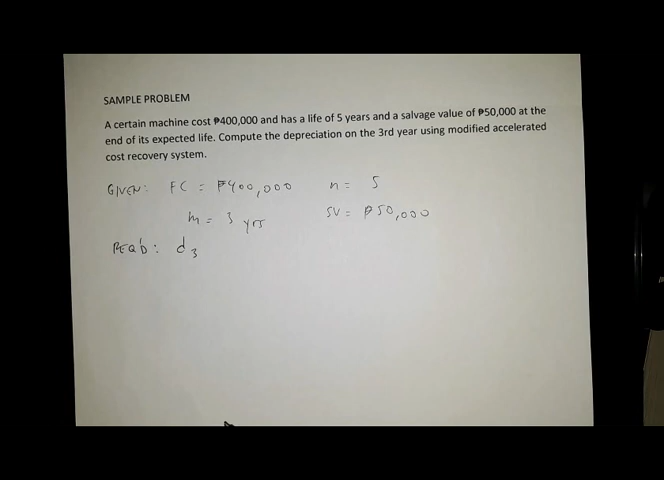 SAMPLE PROBLEM
A certain machine cost ₱400,000 and has a life of 5 years and a salvage value of ₱50,000 at the
end of its expected life. Compute the depreciation on the 3rd year using modified accelerated
cost recovery system.
GIVEN: FC = ₱400,000 n = 5
m = 3 yrs SV = ₱50,000
REQ'D: d3